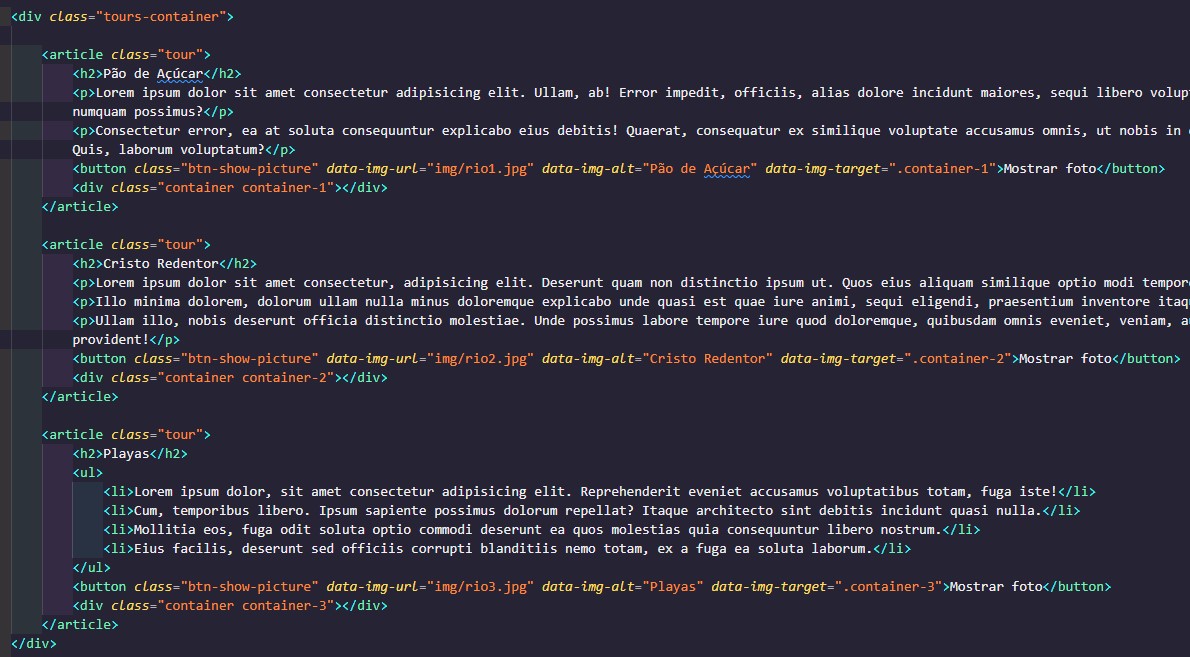 <div class="tours-container">
<article class="tour">
<h2>Pão de Açúcar</h2>
<p>Lorem ipsum dolor sit amet consectetur adipisicing elit. Ullam, ab! Error impedit, officiis, alias dolore incidunt maiores, sequi libero volup
numquam possimus?</p>
<p>Consectetur error, ea at soluta consequuntur explicabo eius debitis! Quaerat, consequatur ex similique voluptate accusamus omnis, ut nobis in
Quis, laborum voluptatum?</p>
<button class="btn-show-picture" data-img-url="img/rio1.jpg" data-img-alt="Pão de Açúcar" data-img-target=".container-1">Mostrar foto</button>
<div class="container container-1"></div>
</article>
<article class="tour">
<h2>Cristo Redentor</h2>
<p>Lorem ipsum dolor sit amet consectetur, adipisicing elit. Deserunt quam non distinctio ipsum ut. Quos eius aliquam similique optio modi tempor
<p>Illo minima dolorem, dolorum ullam nulla minus doloremque explicabo unde quasi est quae iure animi, sequi eligendi, praesentium inventore itaq
<p>Ullam illo, nobis deserunt officia distinctio molestiae. Unde possimus labore tempore iure quod doloremque, quibusdam omnis eveniet, veniam, a
provident!</p>
<button class="btn-show-picture" data-img-url="img/rio2.jpg" data-img-alt="Cristo Redentor" data-img-target=".container-2">Mostrar foto</button>
<div class="container container-2"></div>
</article>
<article class="tour">
<h2>Playas</h2>
<ul>
<li>Lorem ipsum dolor, sit amet consectetur adipisicing elit. Reprehenderit eveniet accusamus voluptatibus totam, fuga iste!</li>
<li>Cum, temporibus libero. Ipsum sapiente possimus dolorum repellat? Itaque architecto sint debitis incidunt quasi nulla.</li>
<li>Mollitia eos, fuga odit soluta optio commodi deserunt ea quos molestias quia consequuntur libero nostrum.</li>
<li>Eius facilis, deserunt sed officiis corrupti blanditiis nemo totam, ex a fuga ea soluta laborum.</li>
</ul>
<button class="btn-show-picture" data-img-url="img/rio3.jpg" data-img-alt="Playas" data-img-target=".container-3">Mostrar foto</button>
<div class="container container-3"></div>
</article>
</div>